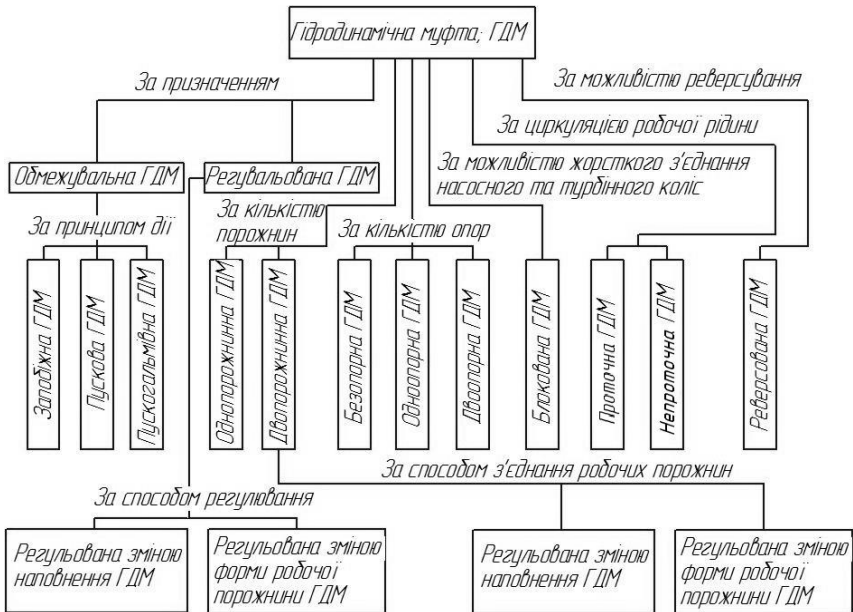 Гідродинамічна муфта; ГДМ
За призначенням
За можливістю реверсування
За циркуляцією робочої рідини
За можливістю жорсткого з'єднання
насосного та турбінного коліс
Обмежувальна ГДМ
Регувальована ГДМ
За принципом дії
За кількістю
порожнин
За кількістю опор
Запобіжна ГДМ
Пускова ГДМ
Пускогальмівна ГДМ
Однопорожнинна ГДМ
Двпорожнинна ГДМ
Безопорна ГДМ
Одноопорна ГДМ
Двоопорна ГДМ
Блокована ГДМ
Проточна ГДМ
Непроточна ГДМ
Реверсована ГДМ
За способом з'єднання робочих порожнин
За способом регулювання
Регульована зміною
наповнення ГДМ
Регульована зміною
форми робочої
порожнини ГДМ
Регульована зміною
наповнення ГДМ
Регульована зміною
форми робочої
порожнини ГДМ